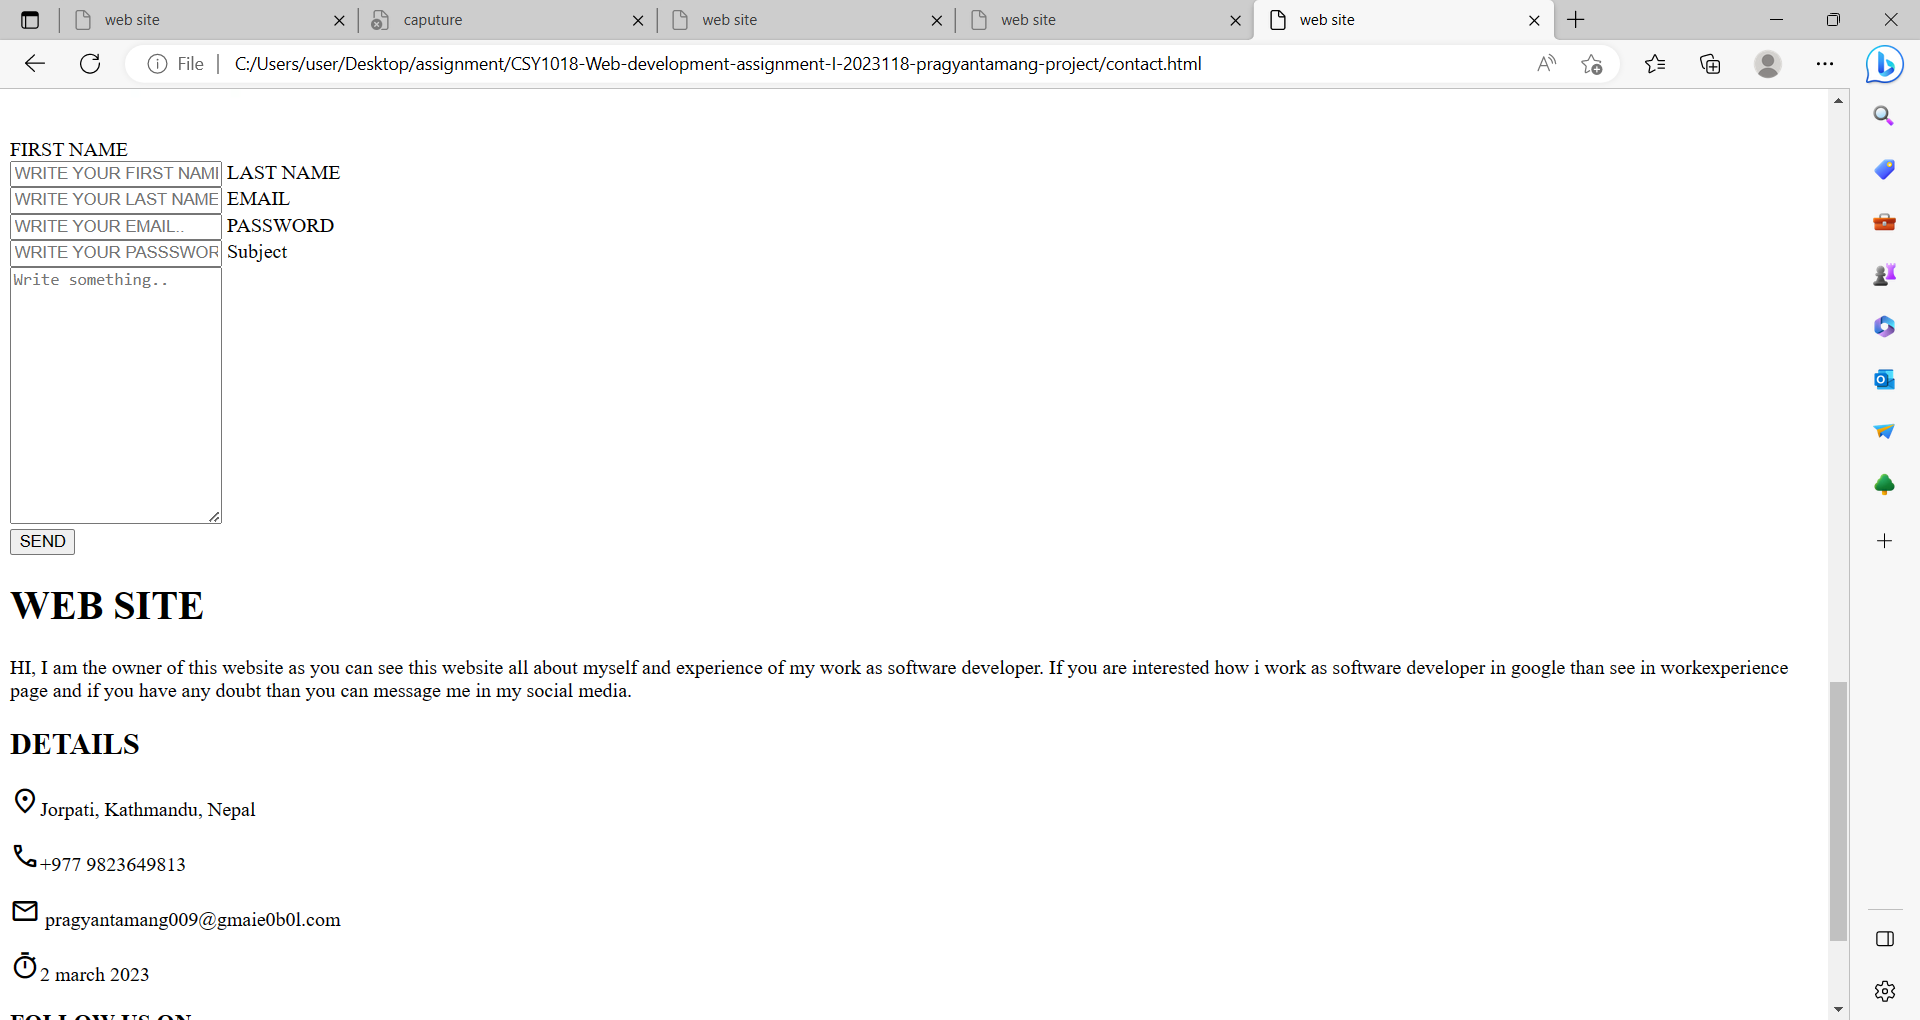 web site
caputure
web site
web site
web site
File
C:/Users/user/Desktop/assignment/CSY1018-Web-development-assignment-I-2023118-pragyantamang-project/contact.html
FIRST NAME
WRITE YOUR FIRST NAM
LAST NAME
WRITE YOUR LAST NAME
EMAIL
WRITE YOUR EMAIL..
PASSWORD
WRITE YOUR PASSSWOR
Subject
Write something..
SEND
WEB SITE
HI, I am the owner of this website as you can see this website all about myself and experience of my work as software developer. If you are interested how i work as software developer in google than see in workexperience
page and if you have any doubt than you can message me in my social media.
DETAILS
Jorpati, Kathmandu, Nepal
+977 9823649813
pragyantamang009@gmaie0b0l.com
2 march 2023
FOLLOW US ON